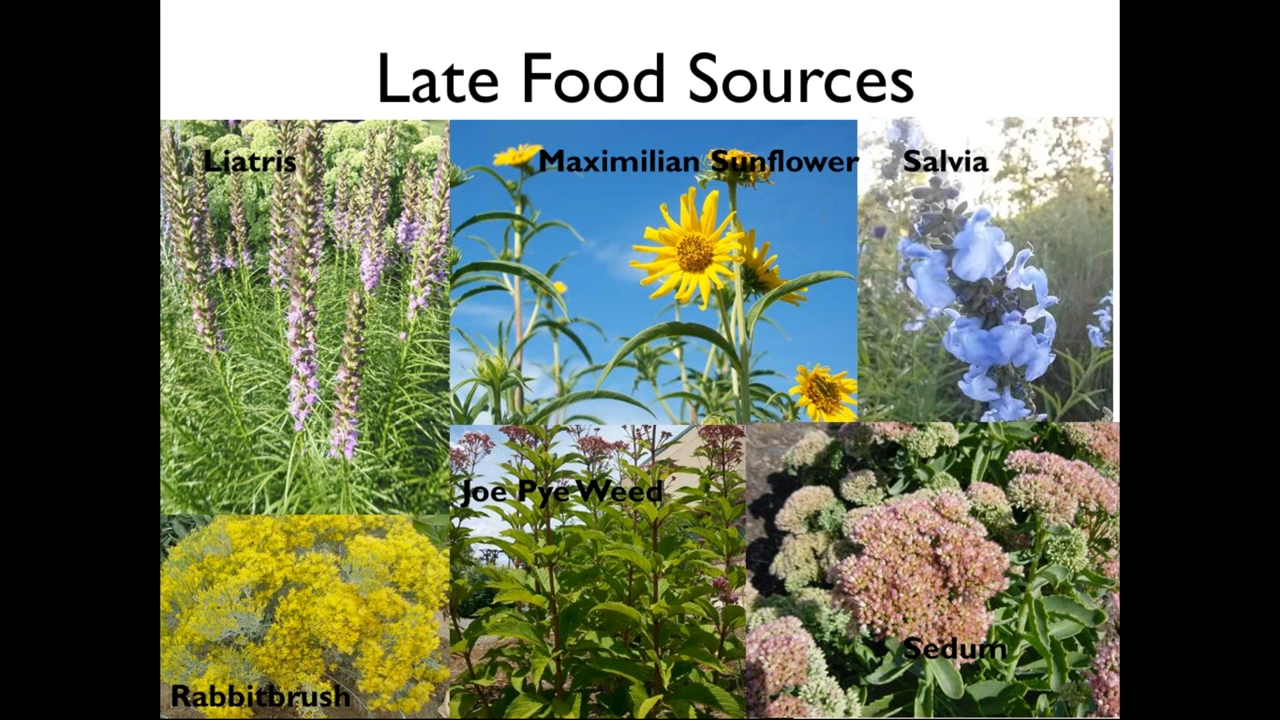 Late Food Sources
Liatris
Maximilian Sunflower
Salvia
Joe Pye Weed
Sedum
Rabbitbrush